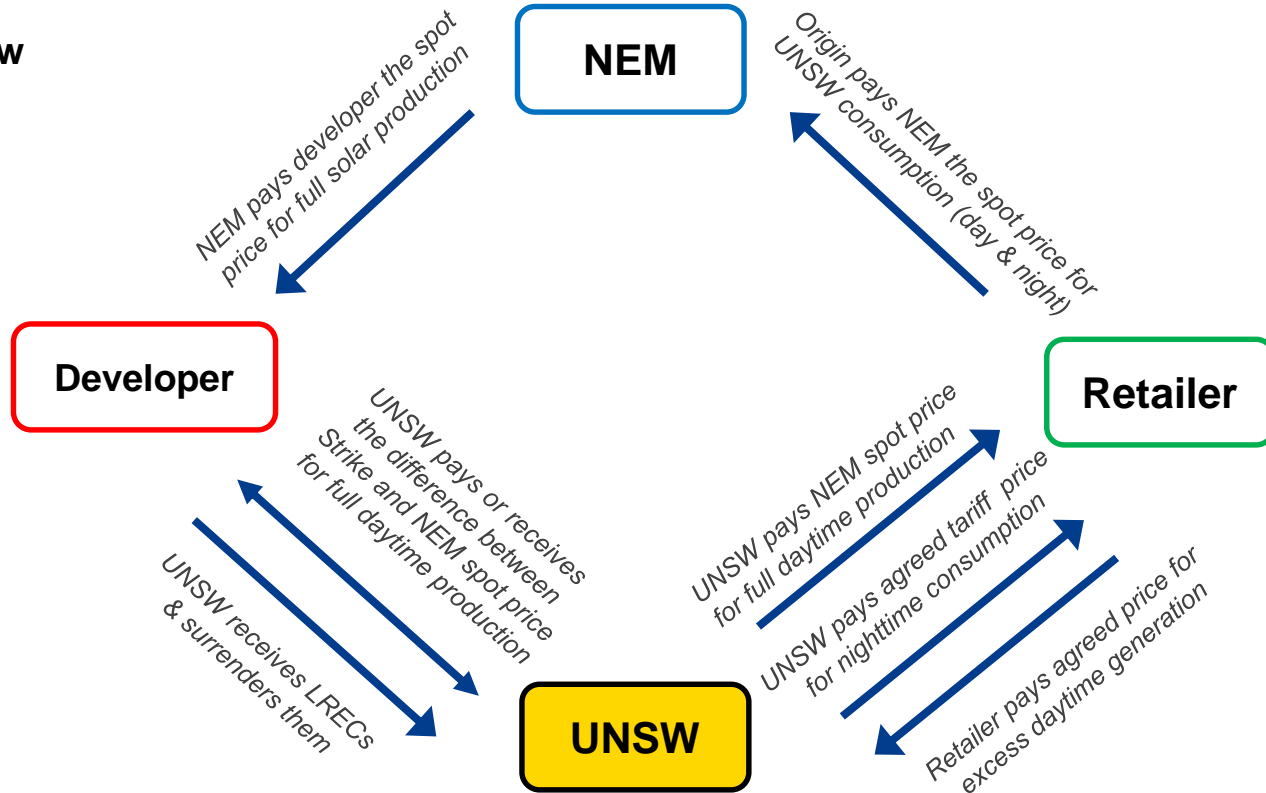 w
NEM
NEM pays developer the spot
price for full solar production
Origin pays NEM the spot price for
UNSW consumption (day & night)
Developer
Retailer
UNSW pays or receives
the difference between
Strike and NEM spot price
for full daytime production
UNSW receives LRECs
& surrenders them
UNSW pays NEM spot price
for full daytime production
UNSW pays agreed tariff price
for nighttime consumption
Retailer pays agreed price for
excess daytime generation
UNSW